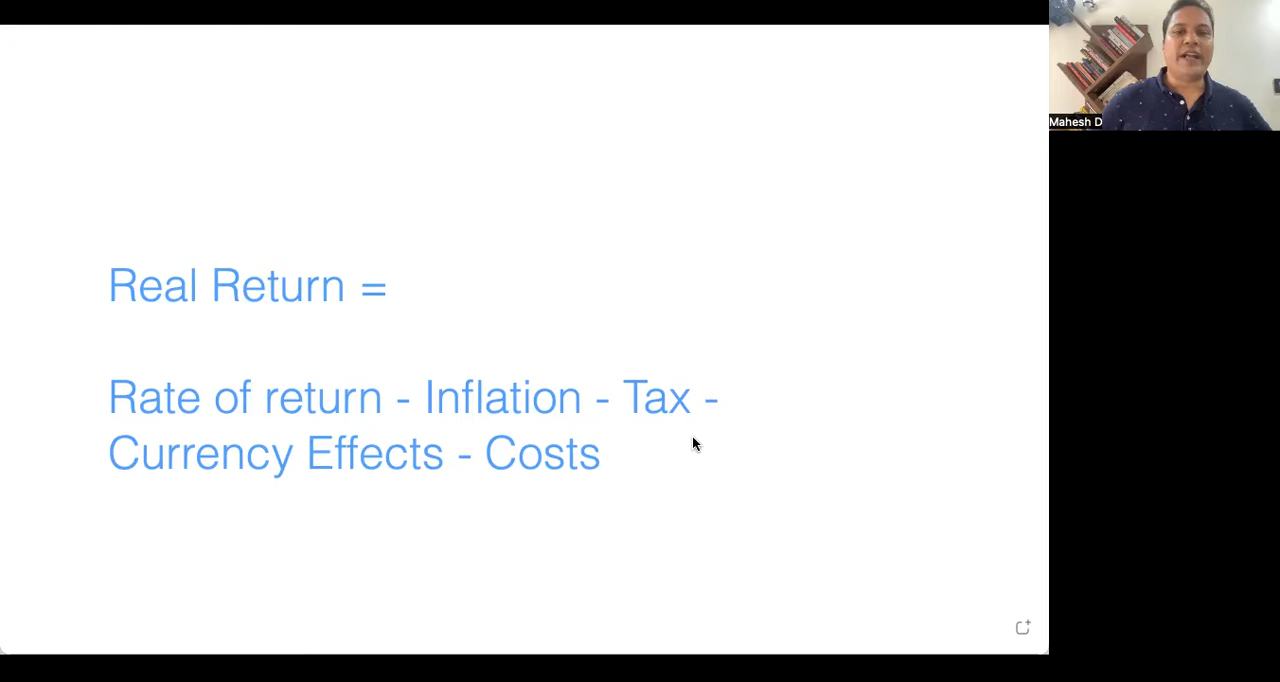 Real Return =
Rate of return - Inflation - Tax -
Currency Effects - Costs
Mahesh D